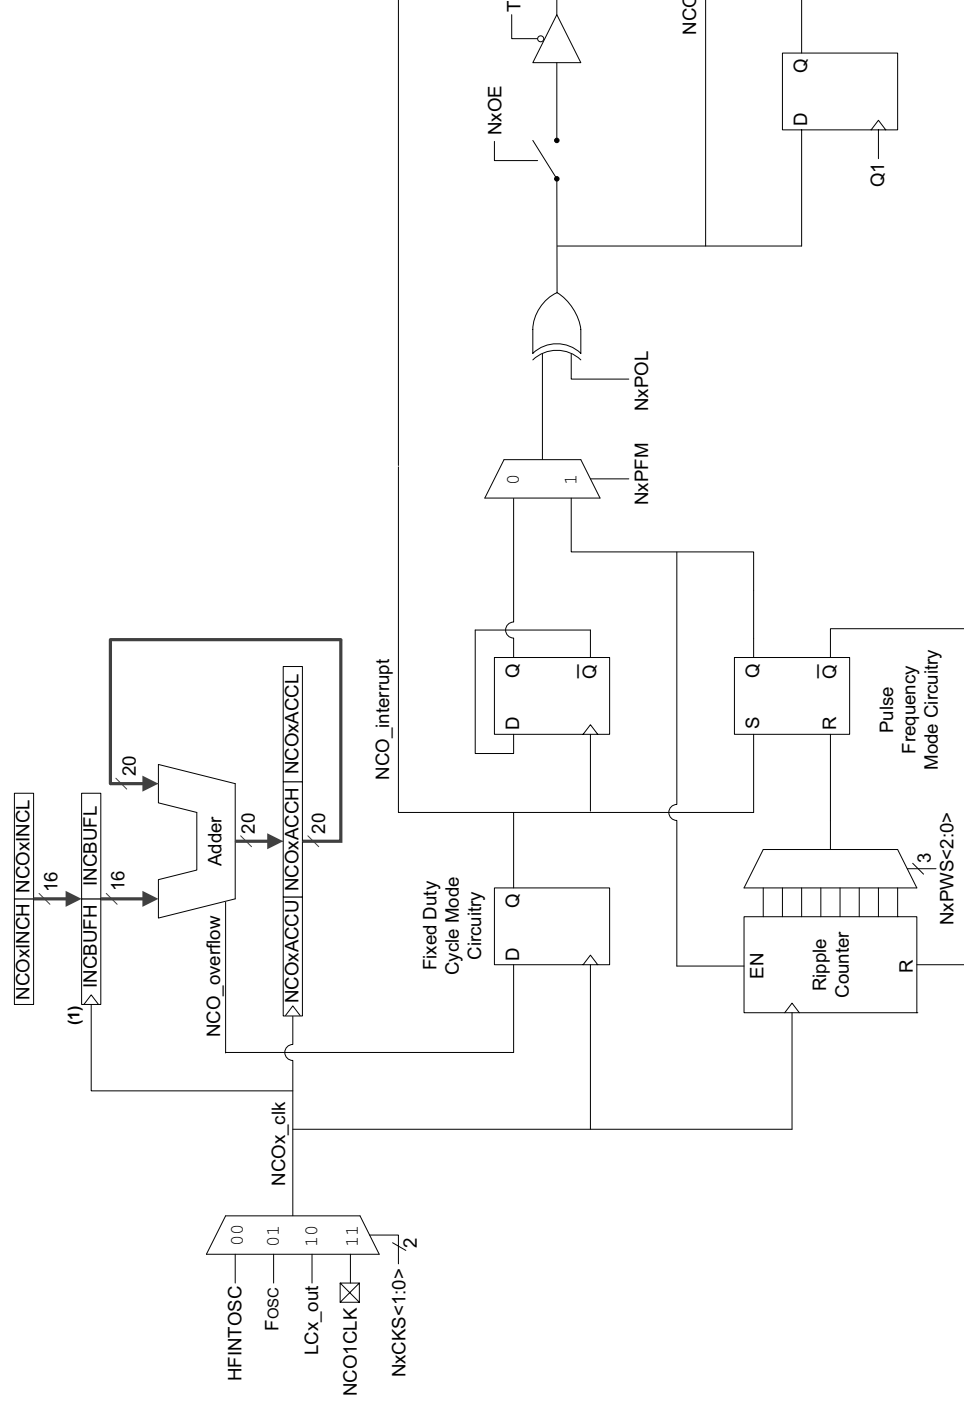 NCOxINCH NCOxINCL
16
(1)
INCBUFH INCBUFL
16
20
Adder
NCO_overflow
20
NCOxACCU NCOxACCH NCOxACCL
20
NCOx_clk
HFINTOSC
00
FOSC
01
LCx_out
10
NCO1CLK
11
NxCKS<1:0>
2
NCO_interrupt
Fixed Duty
Cycle Mode
Circuitry
D
Q
D
Q
Q
0
1
NxPFM
NxPOL
NxOE
T
NCO
D
Q
Q1
S
Q
R
Q
Pulse
Frequency
Mode Circuitry
EN
Ripple
Counter
R
3
NxPWS<2:0>